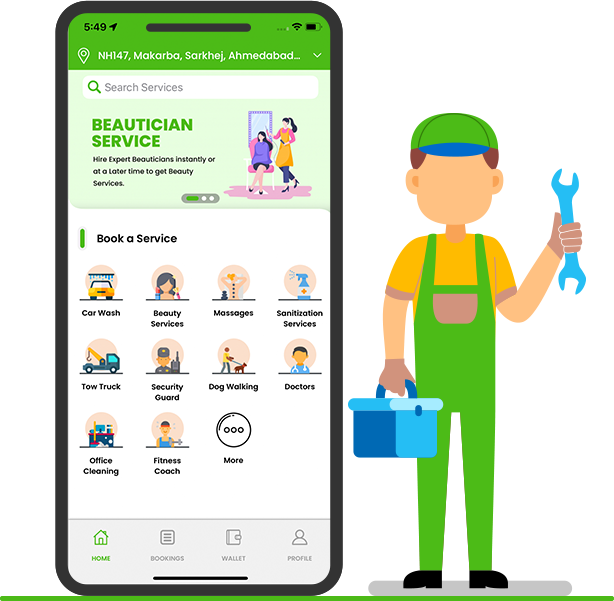 5:49
NH147, Makarba, Sarkhej, Ahmedabad...
Search Services
BEAUTICIAN
SERVICE
Hire Expert Beauticians instantly or
at a later time to get Beauty
Services.
Book a Service
Car Wash
Beauty
Services
Massages
Sanitization
Services
Tow Truck
Security
Guard
Dog Walking
Doctors
Office
Cleaning
Fitness
Coach
More
HOME
BOOKINGS
WALLET
PROFILE